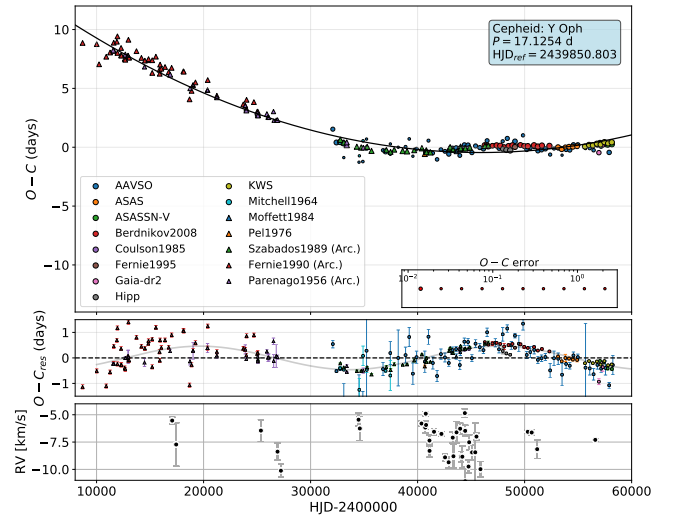 Cepheid: Y Oph
P = 17.1254 d
HJD_ref = 2439850.803
10
5
0
−5
−10
O − C (days)
AAVSO
ASAS
ASASSN-V
Berdnikov2008
Coulson1985
Fernie1995
Gaia-dr2
Hipp
KWS
Mitchell1964
Moffett1984
Pel1976
Szabados1989 (Arc.)
Fernie1990 (Arc.)
Parenago1956 (Arc.)
O − C error
10⁻² 10⁻¹ 10⁰
1
0
−1
O − C_res (days)
−5.0
−7.5
−10.0
RV [km/s]
10000 20000 30000 40000 50000 60000
HJD-2400000